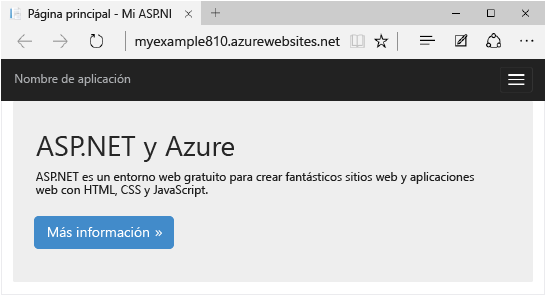 Página principal - Mi ASP.NI
myexample810.azurewebsites.net
Nombre de aplicación
ASP.NET y Azure
ASP.NET es un entorno web gratuito para crear fantásticos sitios web y aplicaciones
web con HTML, CSS y JavaScript.
Más información »